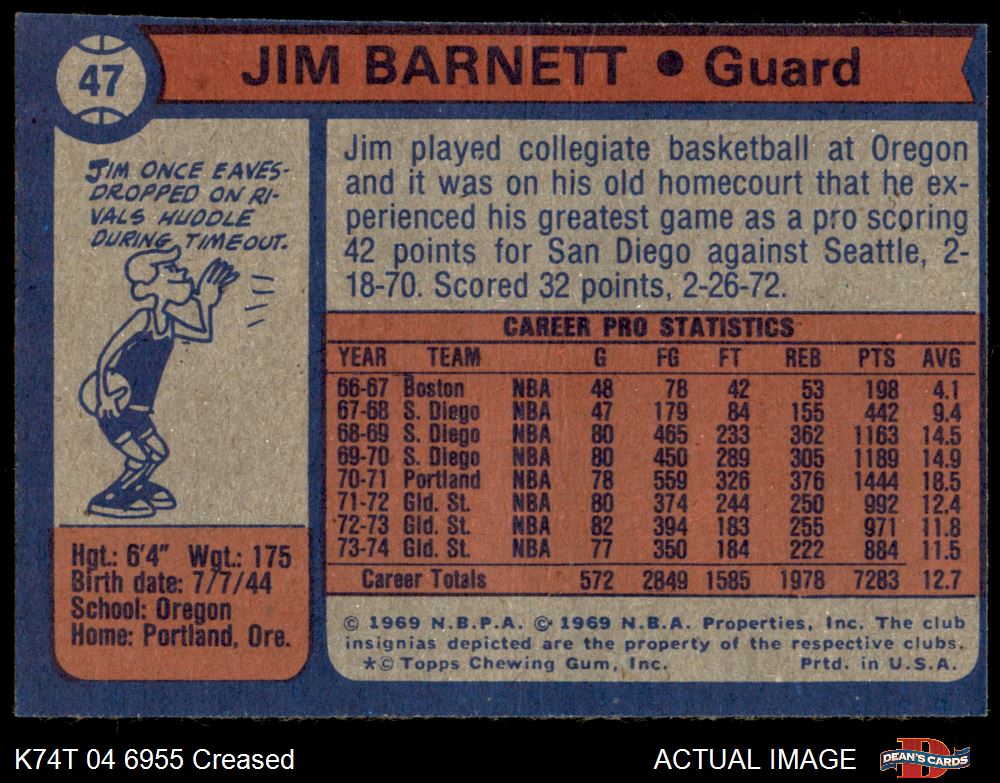 47
JIM BARNETT ● Guard
JIM ONCE EAVES-
DROPPED ON RI-
VALS HUDDLE
DURING TIMEOUT.
Hgt.: 6'4" Wgt.: 175
Birth date: 7/7/44
School: Oregon
Home: Portland, Ore.
Jim played collegiate basketball at Oregon
and it was on his old homecourt that he ex-
perienced his greatest game as a pro scoring
42 points for San Diego against Seattle, 2-
18-70. Scored 32 points, 2-26-72.
CAREER PRO STATISTICS
YEAR TEAM G FG FT REB PTS AVG
66-67 Boston NBA 48 78 42 53 198 4.1
67-68 S. Diego NBA 47 179 84 155 442 9.4
68-69 S. Diego NBA 80 465 233 362 1163 14.5
69-70 S. Diego NBA 80 450 289 305 1189 14.9
70-71 Portland NBA 78 559 326 376 1444 18.5
71-72 Gld. St. NBA 80 374 244 250 992 12.4
72-73 Gld. St. NBA 82 394 183 255 971 11.8
73-74 Gld. St. NBA 77 350 184 222 884 11.5
Career Totals 572 2849 1585 1978 7283 12.7
© 1969 N.B.P.A. © 1969 N.B.A. Properties, Inc. The club
insignias depicted are the property of the respective clubs.
*© Topps Chewing Gum, Inc. Prtd. in U.S.A.
K74T 04 6955 Creased
ACTUAL IMAGE
D
DEAN'S CARDS